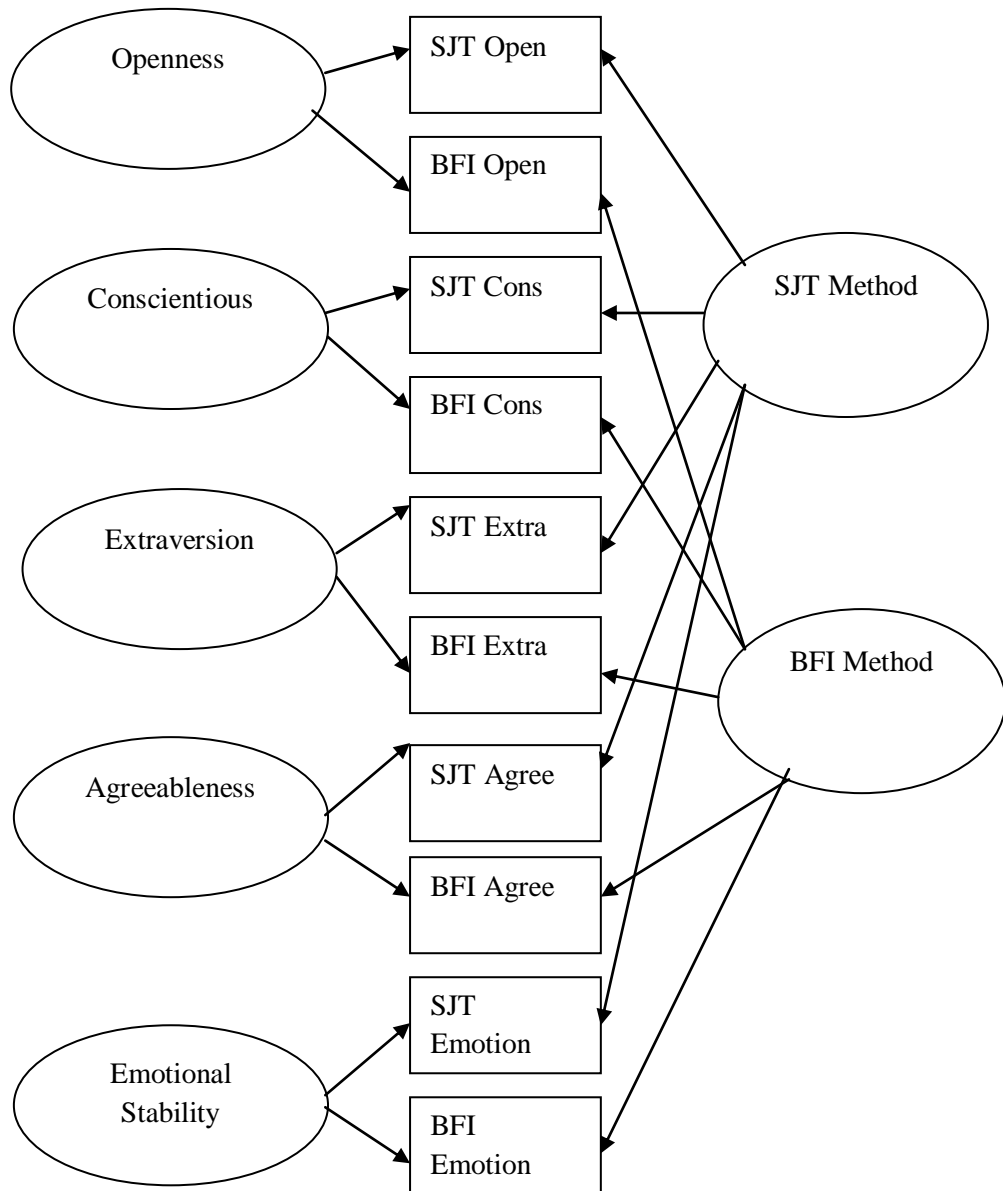 Openness
SJT Open
BFI Open
Conscientious
SJT Cons
SJT Method
BFI Cons
Extraversion
SJT Extra
BFI Extra
BFI Method
Agreeableness
SJT Agree
BFI Agree
SJT
Emotion
Emotional
Stability
BFI
Emotion